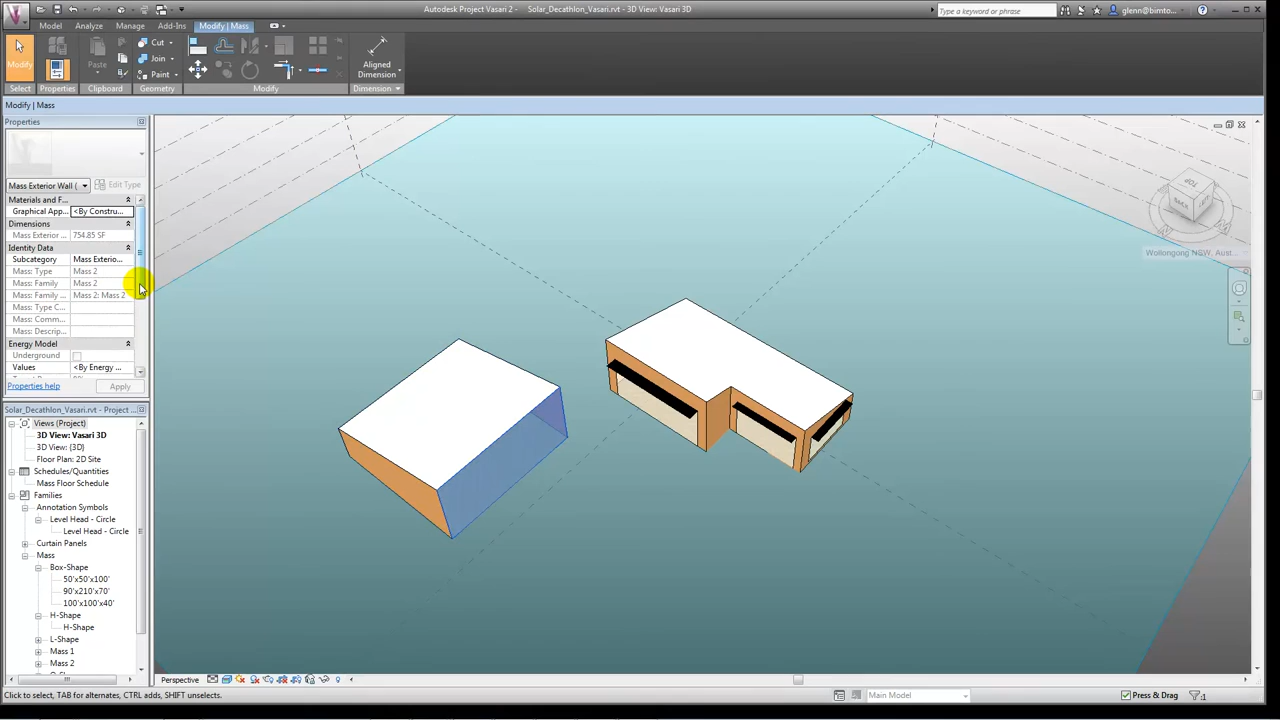 Autodesk Project Vasari 2 -    Solar_Decathlon_Vasari.rvt - 3D View: Vasari 3D
Type a keyword or phrase
glenn@bimto...
Model
Analyze
Manage
Add-Ins
Modify | Mass
Modify
Paste
Cut
Join
Paint
Aligned
Dimension
Select
Properties
Clipboard
Geometry
Modify
Dimension
Modify | Mass
Properties
Mass Exterior Wall (
Edit Type
Materials and F...
Graphical App... <By Constru...
Dimensions
Mass Exterior ... 754.85 SF
Identity Data
Subcategory Mass Exterio...
Mass: Type Mass 2
Mass: Family Mass 2
Mass: Family ... Mass 2: Mass 2
Mass: Type C...
Mass: Comm...
Mass: Descrip...
Energy Model
Underground
Values <By Energy ...
Properties help
Apply
Solar_Decathlon_Vasari.rvt - Project ...
Views (Project)
3D View: Vasari 3D
3D View: {3D}
Floor Plan: 2D Site
Schedules/Quantities
Mass Floor Schedule
Families
Annotation Symbols
Level Head - Circle
Level Head - Circle
Curtain Panels
Mass
Box-Shape
50'x50'x100'
90'x210'x70'
100'x100'x40'
H-Shape
H-Shape
L-Shape
Mass 1
Mass 2
TOP
BACK
LEFT
Wollongong NSW, Aust...
Perspective
Click to select, TAB for alternates, CTRL adds, SHIFT unselects.
Main Model
Press & Drag
:1